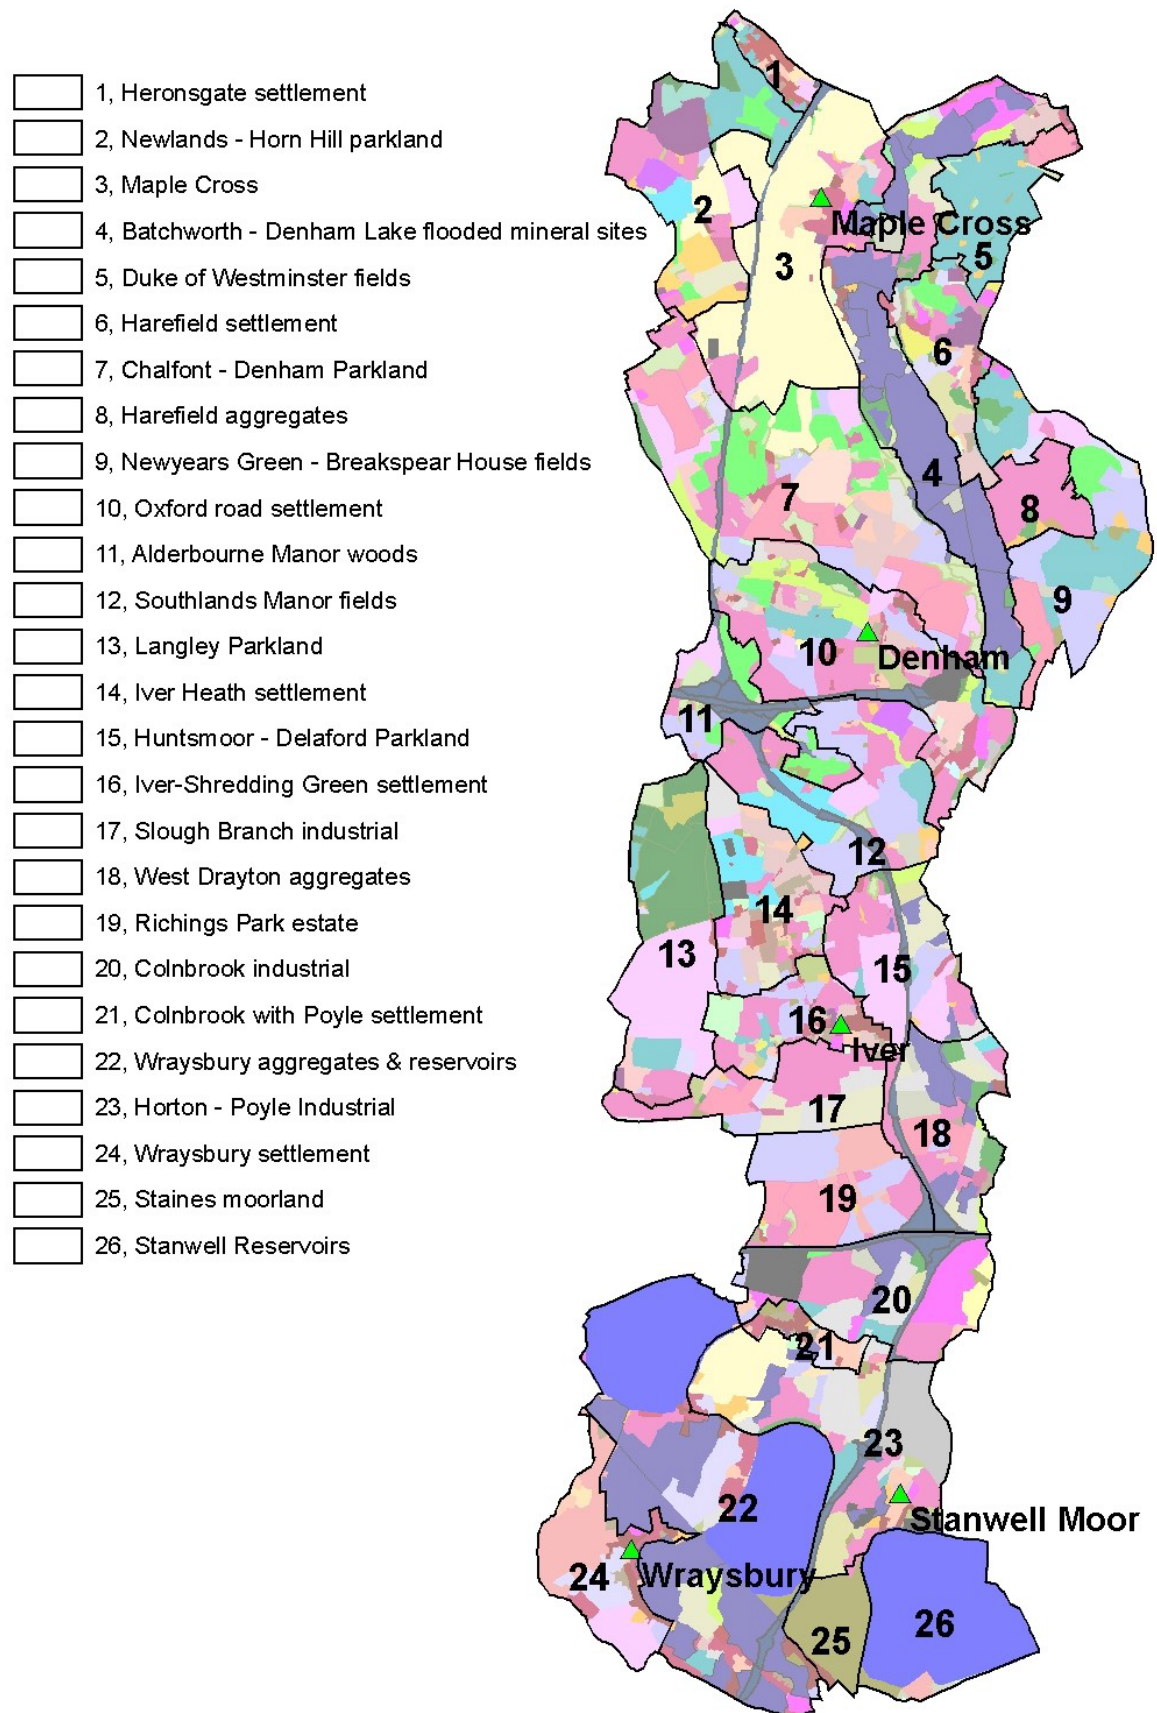 1, Heronsgate settlement
2, Newlands - Horn Hill parkland
3, Maple Cross
4, Batchworth - Denham Lake flooded mineral sites
5, Duke of Westminster fields
6, Harefield settlement
7, Chalfont - Denham Parkland
8, Harefield aggregates
9, Newyears Green - Breakspear House fields
10, Oxford road settlement
11, Alderbourne Manor woods
12, Southlands Manor fields
13, Langley Parkland
14, Iver Heath settlement
15, Huntsmoor - Delaford Parkland
16, Iver-Shredding Green settlement
17, Slough Branch industrial
18, West Drayton aggregates
19, Richings Park estate
20, Colnbrook industrial
21, Colnbrook with Poyle settlement
22, Wraysbury aggregates & reservoirs
23, Horton - Poyle Industrial
24, Wraysbury settlement
25, Staines moorland
26, Stanwell Reservoirs
1
2
Maple Cross
3
5
6
4
7
8
9
10
Denham
11
12
14
13
15
16
Iver
17
18
19
20
21
23
22
Stanwell Moor
24
Wraysbury
25
26